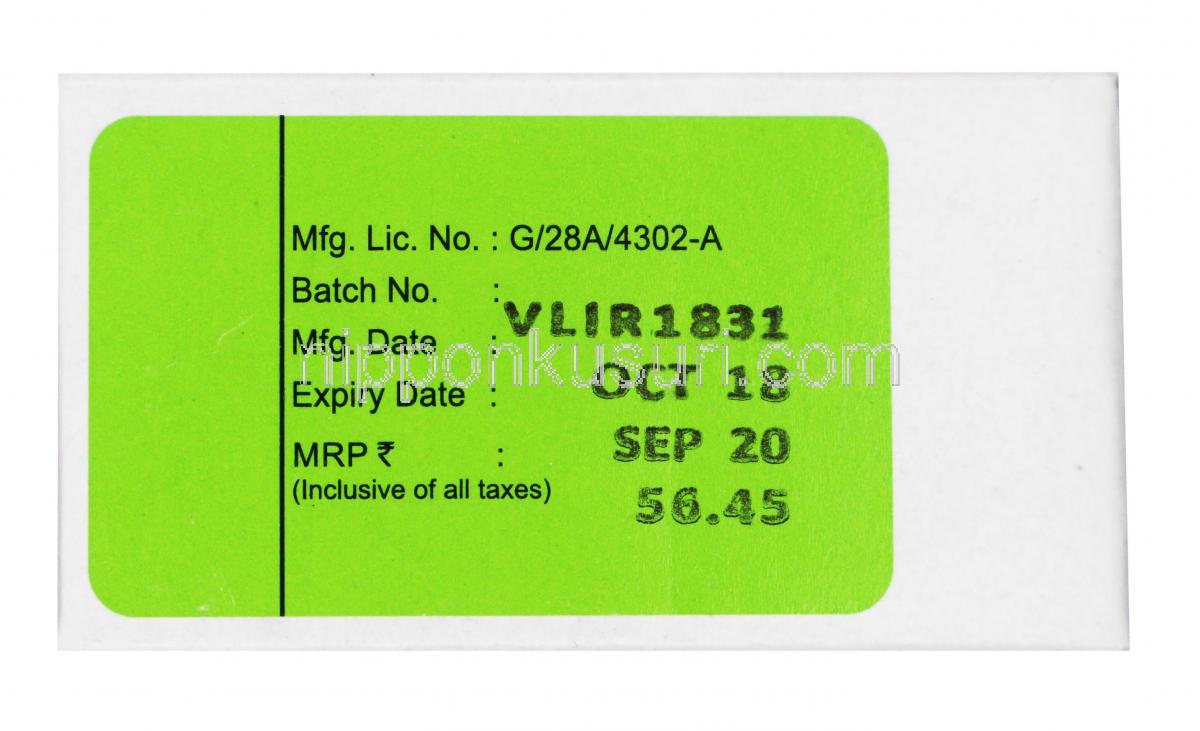 Mfg. Lic. No. : G/28A/4302-A
Batch No. : VLIR1831
Mfg. Date : OCT 18
Expiry Date : SEP 20
MRP ₹ : 56.45
(Inclusive of all taxes)
nipponkusuri.com